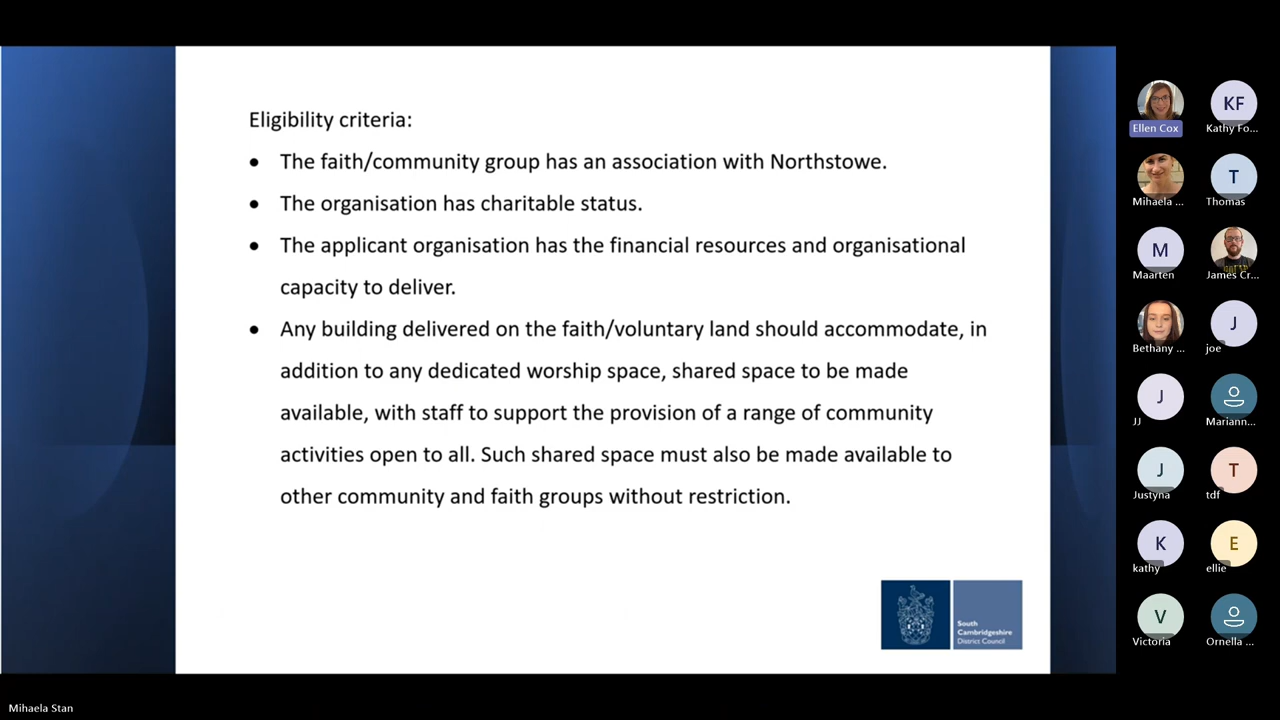 Eligibility criteria:
• The faith/community group has an association with Northstowe.
• The organisation has charitable status.
• The applicant organisation has the financial resources and organisational
capacity to deliver.
• Any building delivered on the faith/voluntary land should accommodate, in
addition to any dedicated worship space, shared space to be made
available, with staff to support the provision of a range of community
activities open to all. Such shared space must also be made available to
other community and faith groups without restriction.
South
Cambridgeshire
District Council
Ellen Cox
KF
Kathy Fo...
Mihaela ...
T
Thomas
M
Maarten
James Cr...
Bethany ...
J
joe
J
JJ
Mariann...
J
Justyna
T
tdf
K
kathy
E
ellie
V
Victoria
Ornella ...
Mihaela Stan